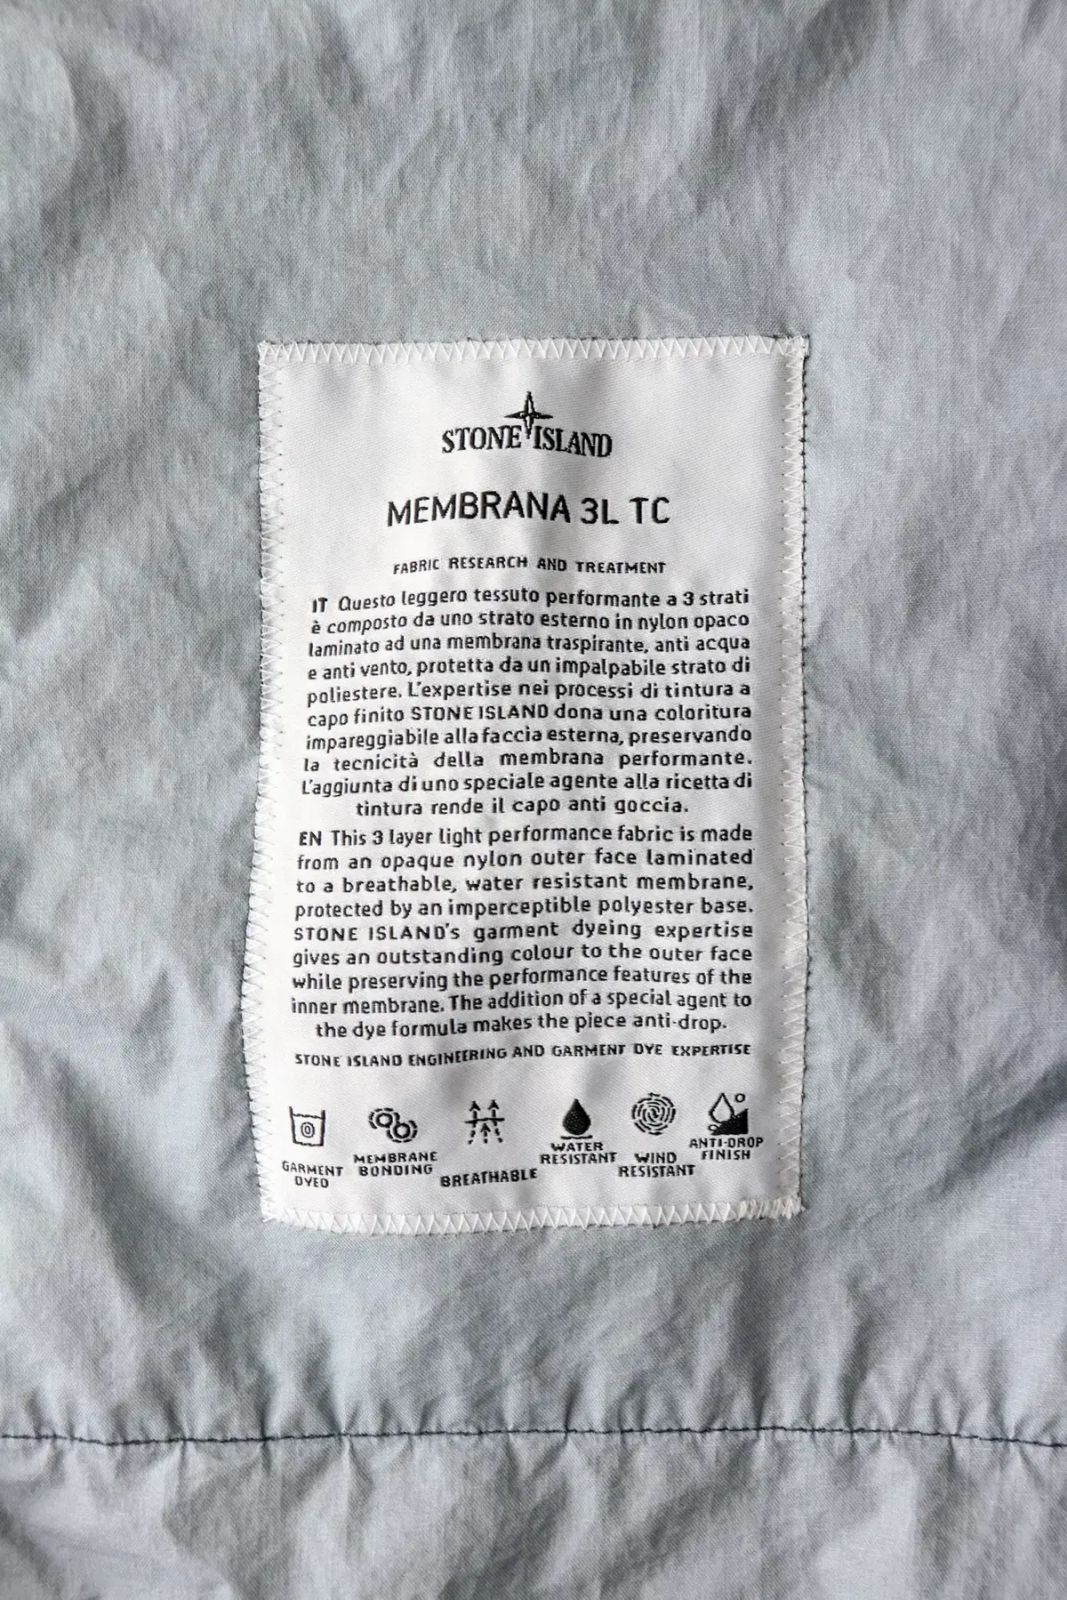 STONE ISLAND
MEMBRANA 3L TC
FABRIC RESEARCH AND TREATMENT
IT Questo leggero tessuto performante a 3 strati
è composto da uno strato esterno in nylon opaco
laminato ad una membrana traspirante, anti acqua
e anti vento, protetta da un impalpabile strato di
poliestere. L'expertise nei processi di tintura a
capo finito STONE ISLAND dona una coloritura
impareggiabile alla faccia esterna, preservando
la tecnicità della membrana performante.
L'aggiunta di uno speciale agente alla ricetta di
tintura rende il capo anti goccia.
EN This 3 layer light performance fabric is made
from an opaque nylon outer face laminated
to a breathable, water resistant membrane,
protected by an imperceptible polyester base.
STONE ISLAND's garment dyeing expertise
gives an outstanding colour to the outer face
while preserving the performance features of the
inner membrane. The addition of a special agent to
the dye formula makes the piece anti-drop.
STONE ISLAND ENGINEERING AND GARMENT DYE EXPERTISE
GARMENT
DYED
MEMBRANE
BONDING
BREATHABLE
WATER
RESISTANT
WIND
RESISTANT
ANTI-DROP
FINISH